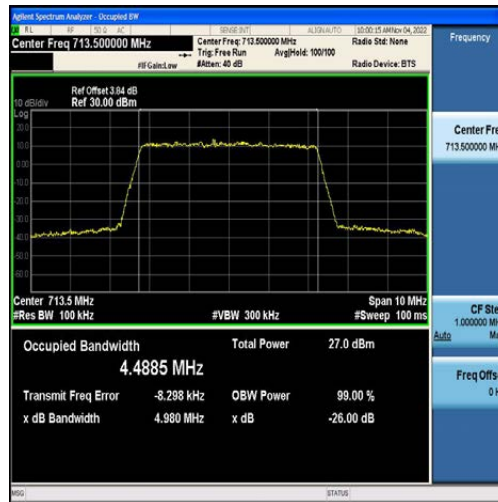 Agilent Spectrum Analyzer - Occupied BW
RL RF 50 Ω AC SENSE:INT ALIGNAUTO 10:00:15 AM Nov 04, 2022
Center Freq 713.500000 MHz
Center Freq: 713.500000 MHz
Radio Std: None
Trig: Free Run Avg|Hold: 100/100
#IFGain:Low
#Atten: 40 dB
Radio Device: BTS
Frequency
Ref Offset 3.84 dB
10 dB/div Ref 30.00 dBm
Log
20.0
10.0
0.00
-10.0
-20.0
-30.0
-40.0
-50.0
-60.0
Center Fre
713.500000 MH
Center 713.5 MHz
Span 10 MHz
#Res BW 100 kHz
#VBW 300 kHz
#Sweep 100 ms
CF Ste
1.000000 MH
Auto Ma
Occupied Bandwidth
Total Power 27.0 dBm
4.4885 MHz
Transmit Freq Error -8.298 kHz
OBW Power 99.00 %
x dB Bandwidth 4.980 MHz
x dB -26.00 dB
Freq Offs
0 H
MSG
STATUS